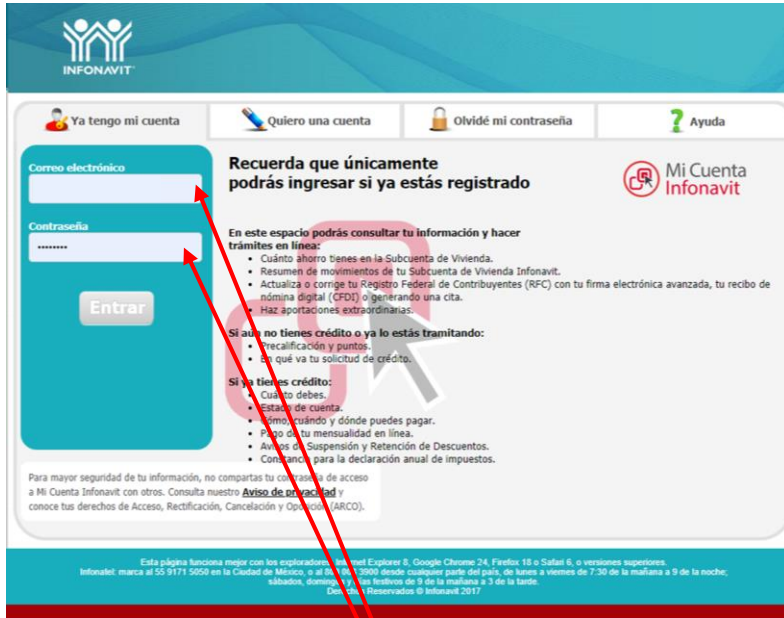 INFONAVIT
Ya tengo mi cuenta
Quiero una cuenta
Olvidé mi contraseña
Ayuda
Correo electrónico
Contraseña
••••••••
Entrar
Recuerda que únicamente
podrás ingresar si ya estás registrado
Mi Cuenta
Infonavit
En este espacio podrás consultar tu información y hacer
trámites en línea:
• Cuánto ahorro tienes en la Subcuenta de Vivienda.
• Resumen de movimientos de tu Subcuenta de Vivienda Infonavit.
• Actualiza o corrige tu Registro Federal de Contribuyentes (RFC) con tu firma electrónica avanzada, tu recibo de
nómina digital (CFDI) o generando una cita.
• Haz aportaciones extraordinarias.
Si aún no tienes crédito o ya lo estás tramitando:
• Precalificación y puntos.
• En qué va tu solicitud de crédito.
Si ya tienes crédito:
• Cuánto debes.
• Estado de cuenta.
• Cómo, cuándo y dónde puedes pagar.
• Pago de tu mensualidad en línea.
• Avisos de Suspensión y Retención de Descuentos.
• Constancia para la declaración anual de impuestos.
Para mayor seguridad de tu información, no compartas tu contraseña de acceso
a Mi Cuenta Infonavit con otros. Consulta nuestro Aviso de privacidad y
conoce tus derechos de Acceso, Rectificación, Cancelación y Oposición (ARCO).
Esta página funciona mejor con los exploradores Internet Explorer 8, Google Chrome 24, Firefox 18 o Safari 6, o versiones superiores.
Infonatel: marca al 55 9171 5050 en la Ciudad de México, o al 3900 desde cualquier parte del país, de lunes a viernes de 7:30 de la mañana a 9 de la noche;
sábados, domingos y días festivos de 9 de la mañana a 3 de la tarde.
Derechos Reservados © Infonavit 2017